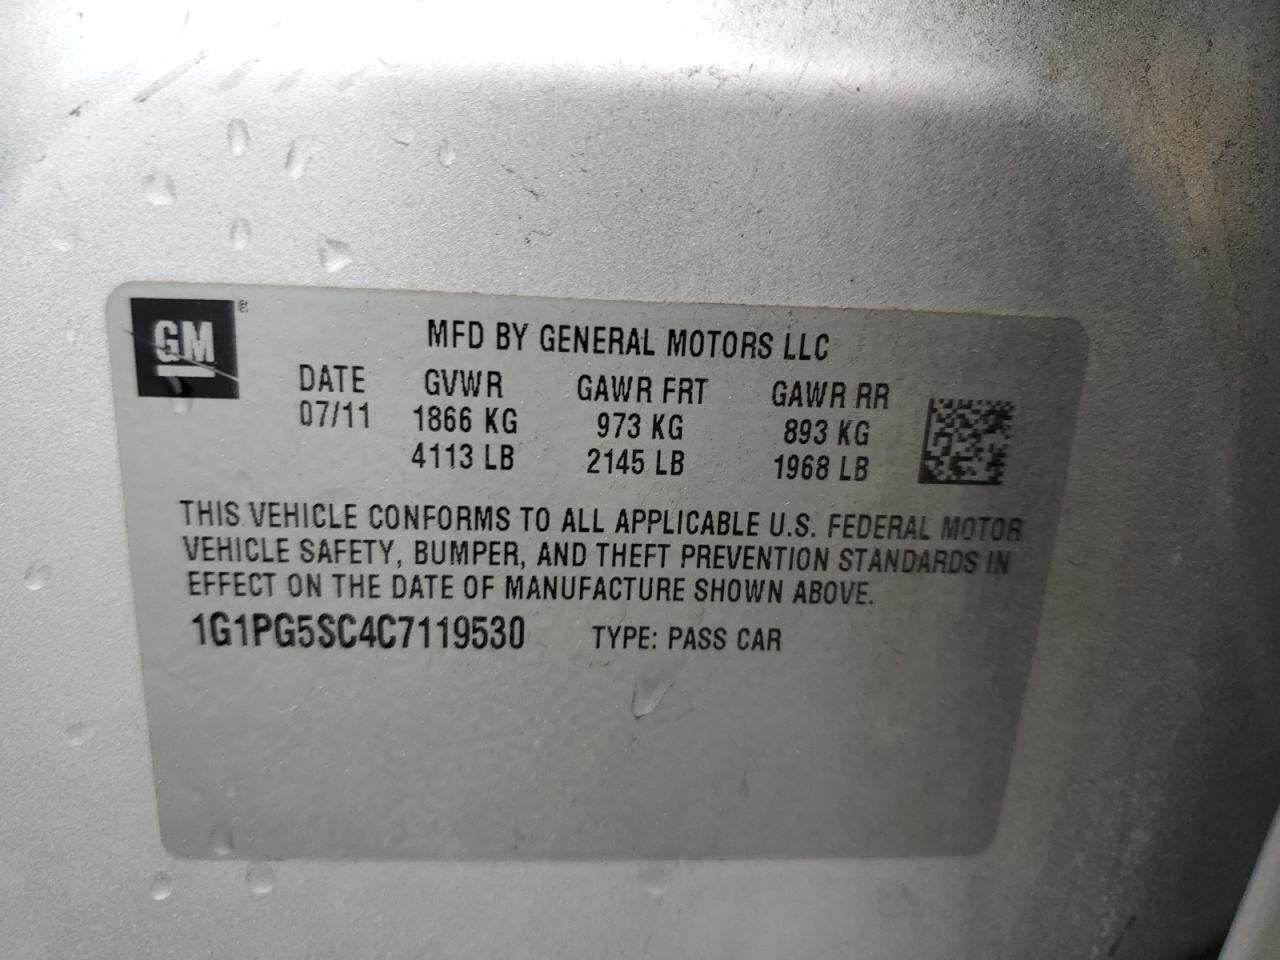 GM ®
MFD BY GENERAL MOTORS LLC
DATE GVWR GAWR FRT GAWR RR
07/11 1866 KG 973 KG 893 KG
4113 LB 2145 LB 1968 LB
THIS VEHICLE CONFORMS TO ALL APPLICABLE U.S. FEDERAL MOTOR
VEHICLE SAFETY, BUMPER, AND THEFT PREVENTION STANDARDS IN
EFFECT ON THE DATE OF MANUFACTURE SHOWN ABOVE.
1G1PG5SC4C7119530 TYPE: PASS CAR